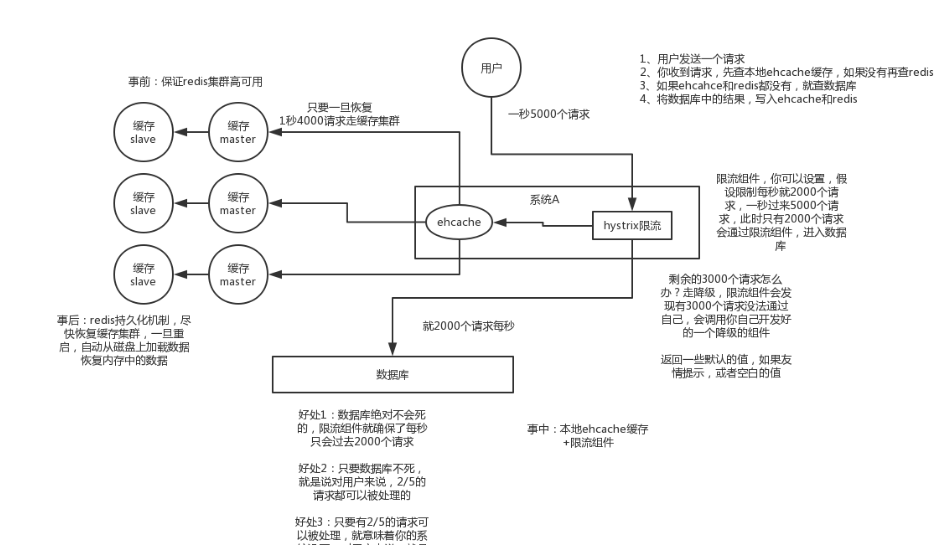 用户
1、用户发送一个请求
2、你收到请求，先查本地ehcache缓存，如果没有再查redis
3、如果ehcahce和redis都没有，就查数据库
4、将数据库中的结果，写入ehcache和redis
事前：保证redis集群高可用
只要一旦恢复
1秒4000请求走缓存集群
一秒5000个请求
缓存
slave
缓存
master
缓存
slave
缓存
master
缓存
slave
缓存
master
系统A
ehcache
hystrix限流
限流组件，你可以设置，假
设限制每秒就2000个请
求，一秒过来5000个请
求，此时只有2000个请求
会通过限流组件，进入数据
库
剩余的3000个请求怎么
办？走降级，限流组件会发
现有3000个请求没法通过
自己，会调用你自己开发好
的一个降级的组件
返回一些默认的值，如果友
情提示，或者空白的值
事后：redis持久化机制，尽
快恢复缓存集群，一旦重
启，自动从磁盘上加载数据
恢复内存中的数据
就2000个请求每秒
数据库
好处1：数据库绝对不会死
的，限流组件就确保了每秒
只会过去2000个请求
好处2：只要数据库不死，
就是说对用户来说，2/5的
请求都可以被处理的
好处3：只要有2/5的请求可
以被处理，就意味着你的系
事中：本地ehcache缓存
+限流组件